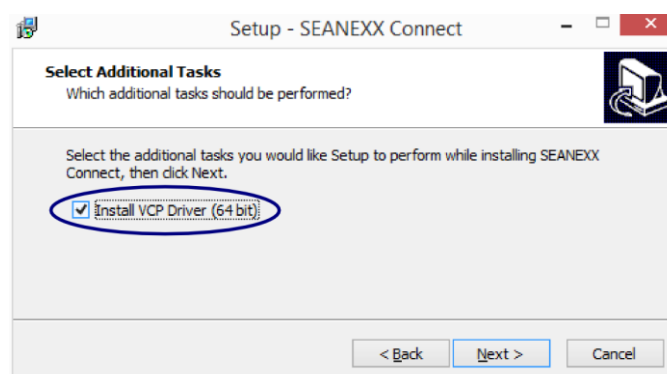 Setup - SEANEXX Connect
Select Additional Tasks
Which additional tasks should be performed?
Select the additional tasks you would like Setup to perform while installing SEANEXX
Connect, then click Next.
Install VCP Driver (64 bit)
< Back Next > Cancel